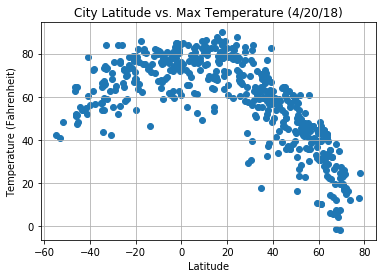 City Latitude vs. Max Temperature (4/20/18)
Temperature (Fahrenheit)
80
60
40
20
0
−60 −40 −20 0 20 40 60 80
Latitude